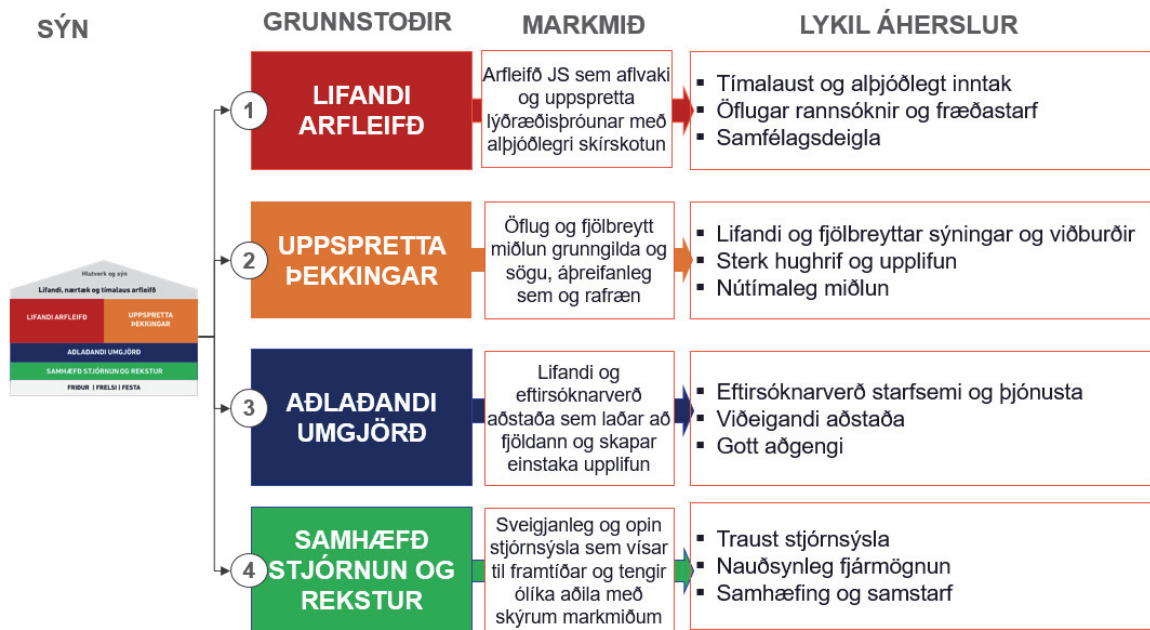 SÝN
GRUNNSTOÐIR
MARKMIÐ
LYKIL ÁHERSLUR
Hlutverk og sýn
Lifandi, nærtæk og tímalaus arfleifð
LIFANDI ARFLEIFÐ
UPPSPRETTA
ÞEKKINGAR
AÐLAÐANDI UMGJÖRÐ
SAMHÆFÐ STJÓRNUN OG REKSTUR
FRIÐUR | FRELSI | FESTA
1
LIFANDI
ARFLEIFÐ
Arfleifð JS sem aflvaki
og uppspretta
lýðræðisþróunar með
alþjóðlegri skírskotun
▪ Tímalaust og alþjóðlegt inntak
▪ Öflugar rannsóknir og fræðastarf
▪ Samfélagsdeigla
2
UPPSPRETTA
ÞEKKINGAR
Öflug og fjölbreytt
miðlun grunngilda og
sögu, áþreifanleg
sem og rafræn
▪ Lifandi og fjölbreyttar sýningar og viðburðir
▪ Sterk hughrif og upplifun
▪ Nútímaleg miðlun
3
AÐLAÐANDI
UMGJÖRÐ
Lifandi og
eftirsóknarverð
aðstaða sem laðar að
fjöldann og skapar
einstaka upplifun
▪ Eftirsóknarverð starfsemi og þjónusta
▪ Viðeigandi aðstaða
▪ Gott aðgengi
4
SAMHÆFÐ
STJÓRNUN OG
REKSTUR
Sveigjanleg og opin
stjórnsýsla sem vísar
til framtíðar og tengir
ólíka aðila með
skýrum markmiðum
▪ Traust stjórnsýsla
▪ Nauðsynleg fjármögnun
▪ Samhæfing og samstarf